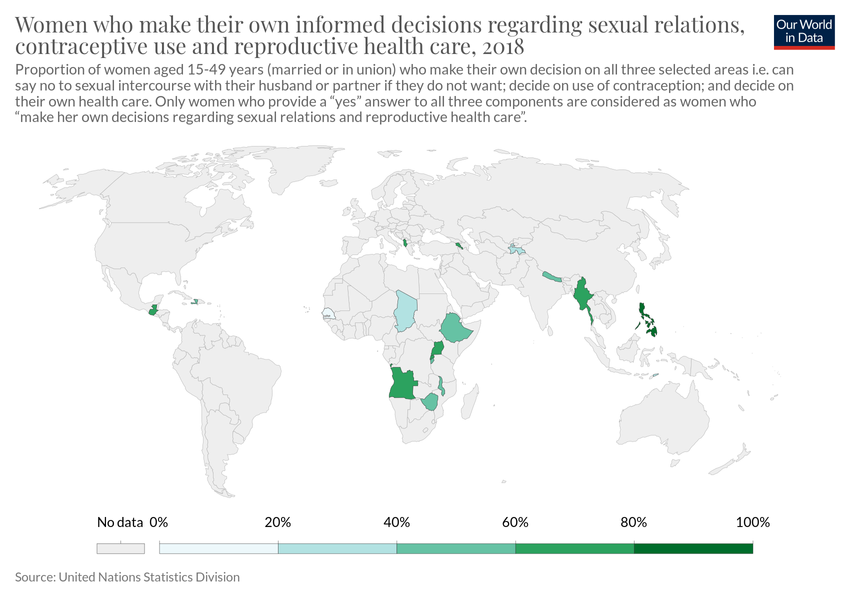 Women who make their own informed decisions regarding sexual relations,
contraceptive use and reproductive health care, 2018
Our World
in Data
Proportion of women aged 15-49 years (married or in union) who make their own decision on all three selected areas i.e. can
say no to sexual intercourse with their husband or partner if they do not want; decide on use of contraception; and decide on
their own health care. Only women who provide a “yes” answer to all three components are considered as women who
“make her own decisions regarding sexual relations and reproductive health care”.
No data 0% 20% 40% 60% 80% 100%
Source: United Nations Statistics Division